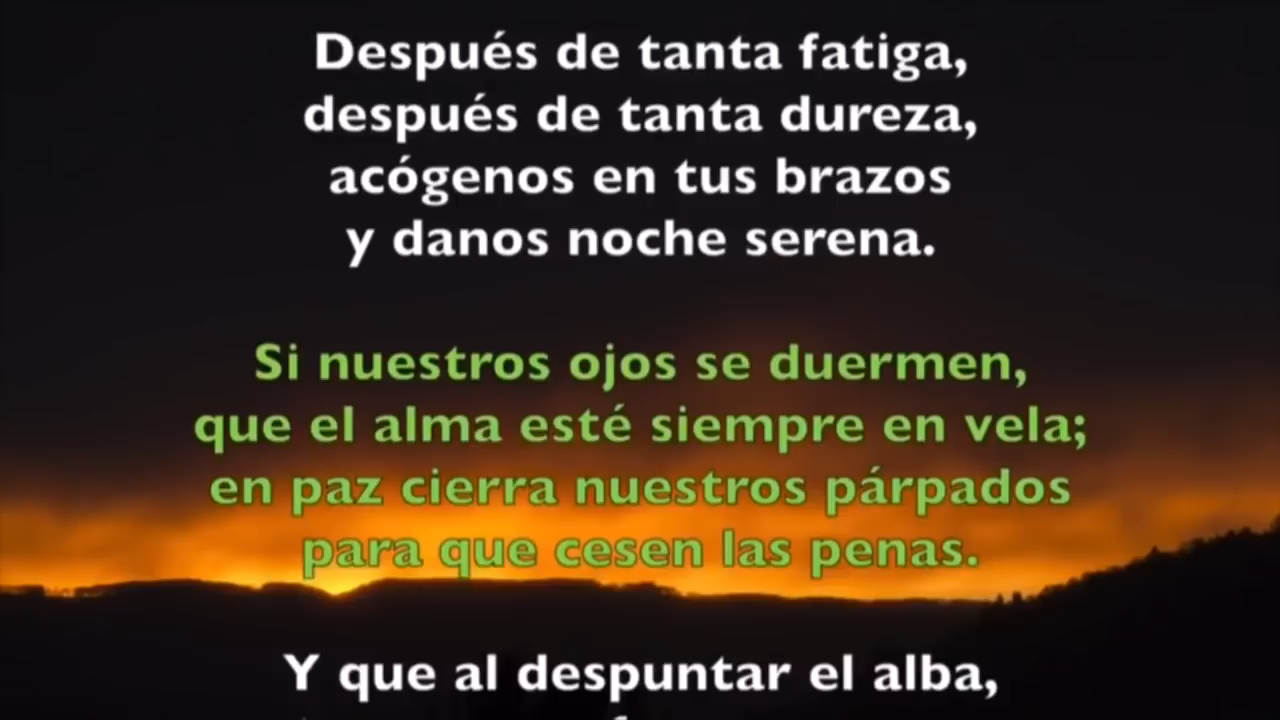 Después de tanta fatiga,
después de tanta dureza,
acógenos en tus brazos
y danos noche serena.
Si nuestros ojos se duermen,
que el alma esté siempre en vela;
en paz cierra nuestros párpados
para que cesen las penas.
Y que al despuntar el alba,